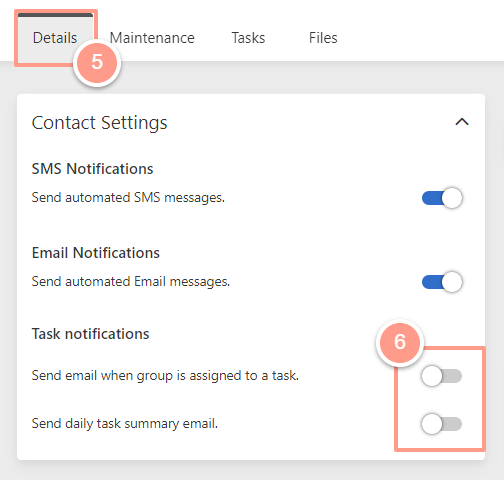 Details Maintenance Tasks Files
5
Contact Settings
SMS Notifications
Send automated SMS messages.
Email Notifications
Send automated Email messages.
Task notifications
6
Send email when group is assigned to a task.
Send daily task summary email.